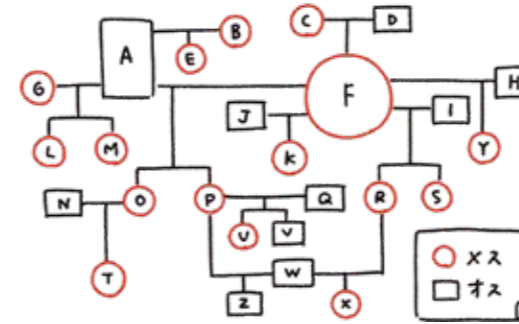 C D
B
A
E
H
G F
J I
L M K Y
N O P Q R S
U V
W
T Z X
メス
オス